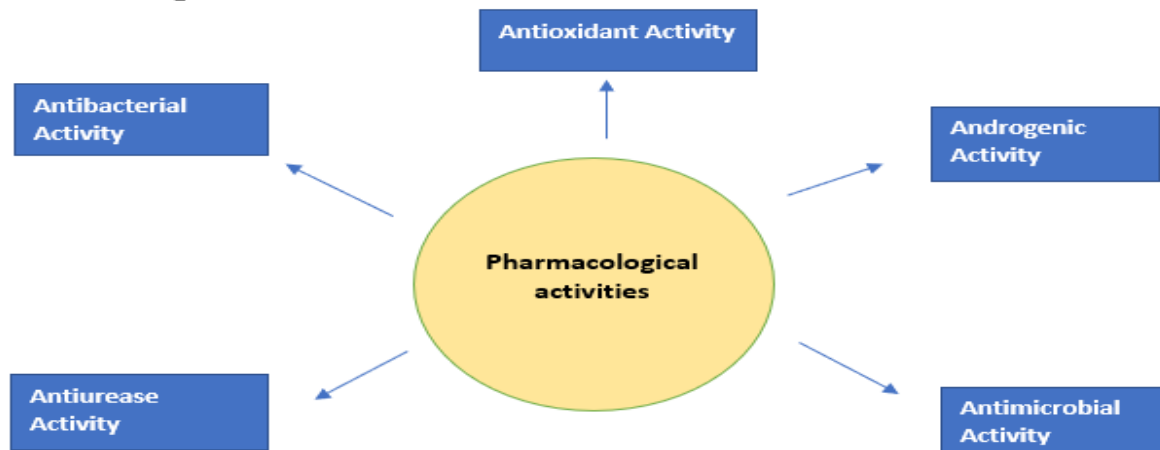 Antioxidant Activity
Antibacterial
Activity
Androgenic
Activity
Pharmacological
activities
Antiurease
Activity
Antimicrobial
Activity